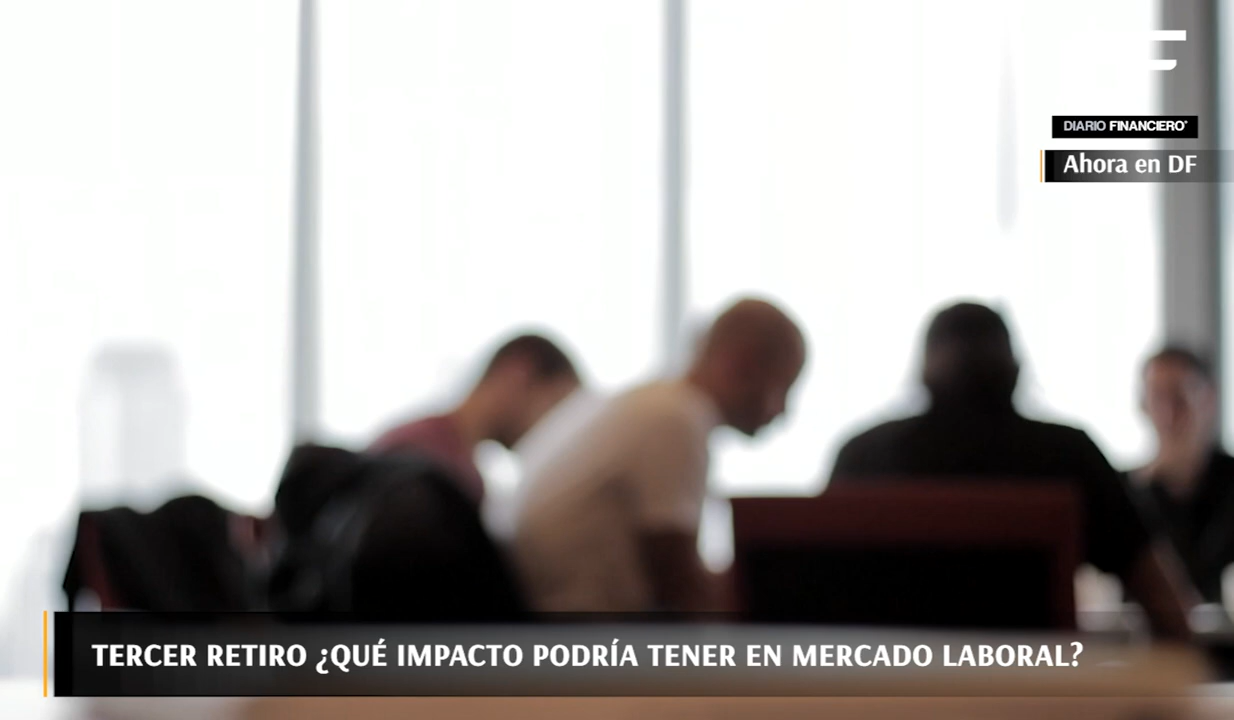 DIARIO FINANCIERO
Ahora en DF
TERCER RETIRO ¿QUÉ IMPACTO PODRÍA TENER EN MERCADO LABORAL?